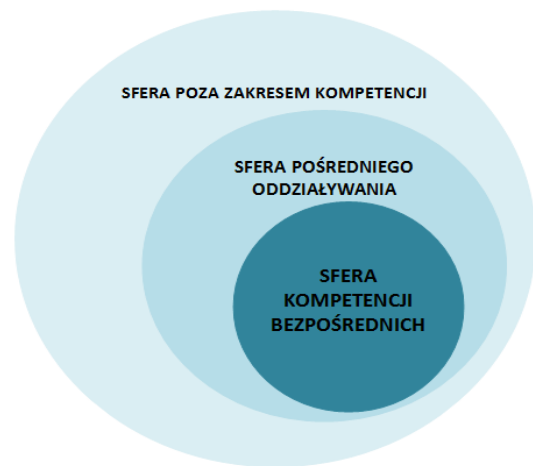 SFERA POZA ZAKRESEM KOMPETENCJI
SFERA POŚREDNIEGO
ODDZIAŁYWANIA
SFERA
KOMPETENCJI
BEZPOŚREDNICH